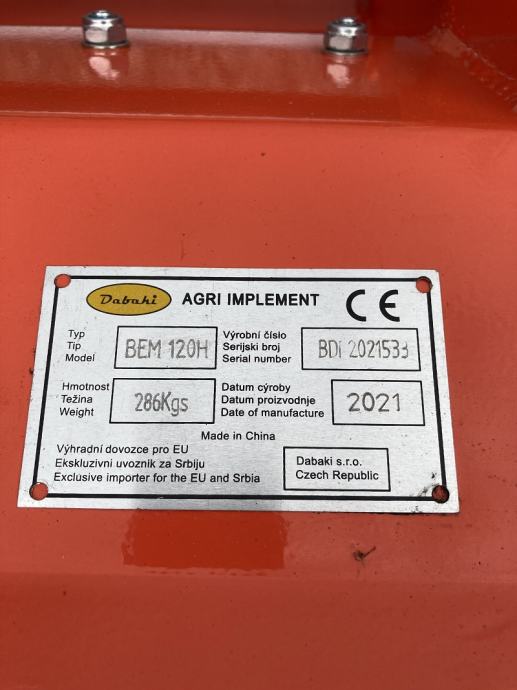 Dabaki AGRI IMPLEMENT CE
Typ
Tip
Model
BEM 120H
Výrobní číslo
Serijski broj
Serial number
BDi 2021533
Hmotnost
Težina
Weight
286Kgs
Datum cýroby
Datum proizvodnje
Date of manufacture
2021
Made in China
Výhradní dovozce pro EU
Ekskluzivni uvoznik za Srbiju
Exclusive importer for the EU and Srbia
Dabaki s.r.o.
Czech Republic